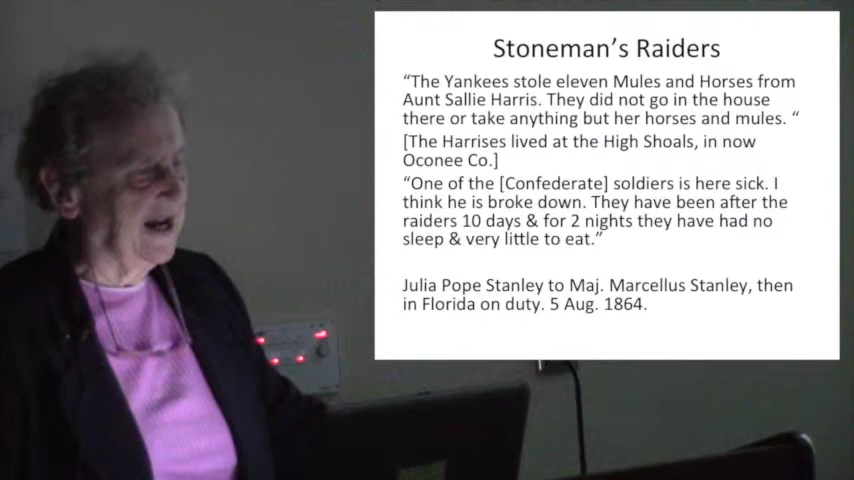 Stoneman's Raiders
“The Yankees stole eleven Mules and Horses from
Aunt Sallie Harris. They did not go in the house
there or take anything but her horses and mules. “
[The Harrises lived at the High Shoals, in now
Oconee Co.]
“One of the [Confederate] soldiers is here sick. I
think he is broke down. They have been after the
raiders 10 days & for 2 nights they have had no
sleep & very little to eat.”
Julia Pope Stanley to Maj. Marcellus Stanley, then
in Florida on duty. 5 Aug. 1864.